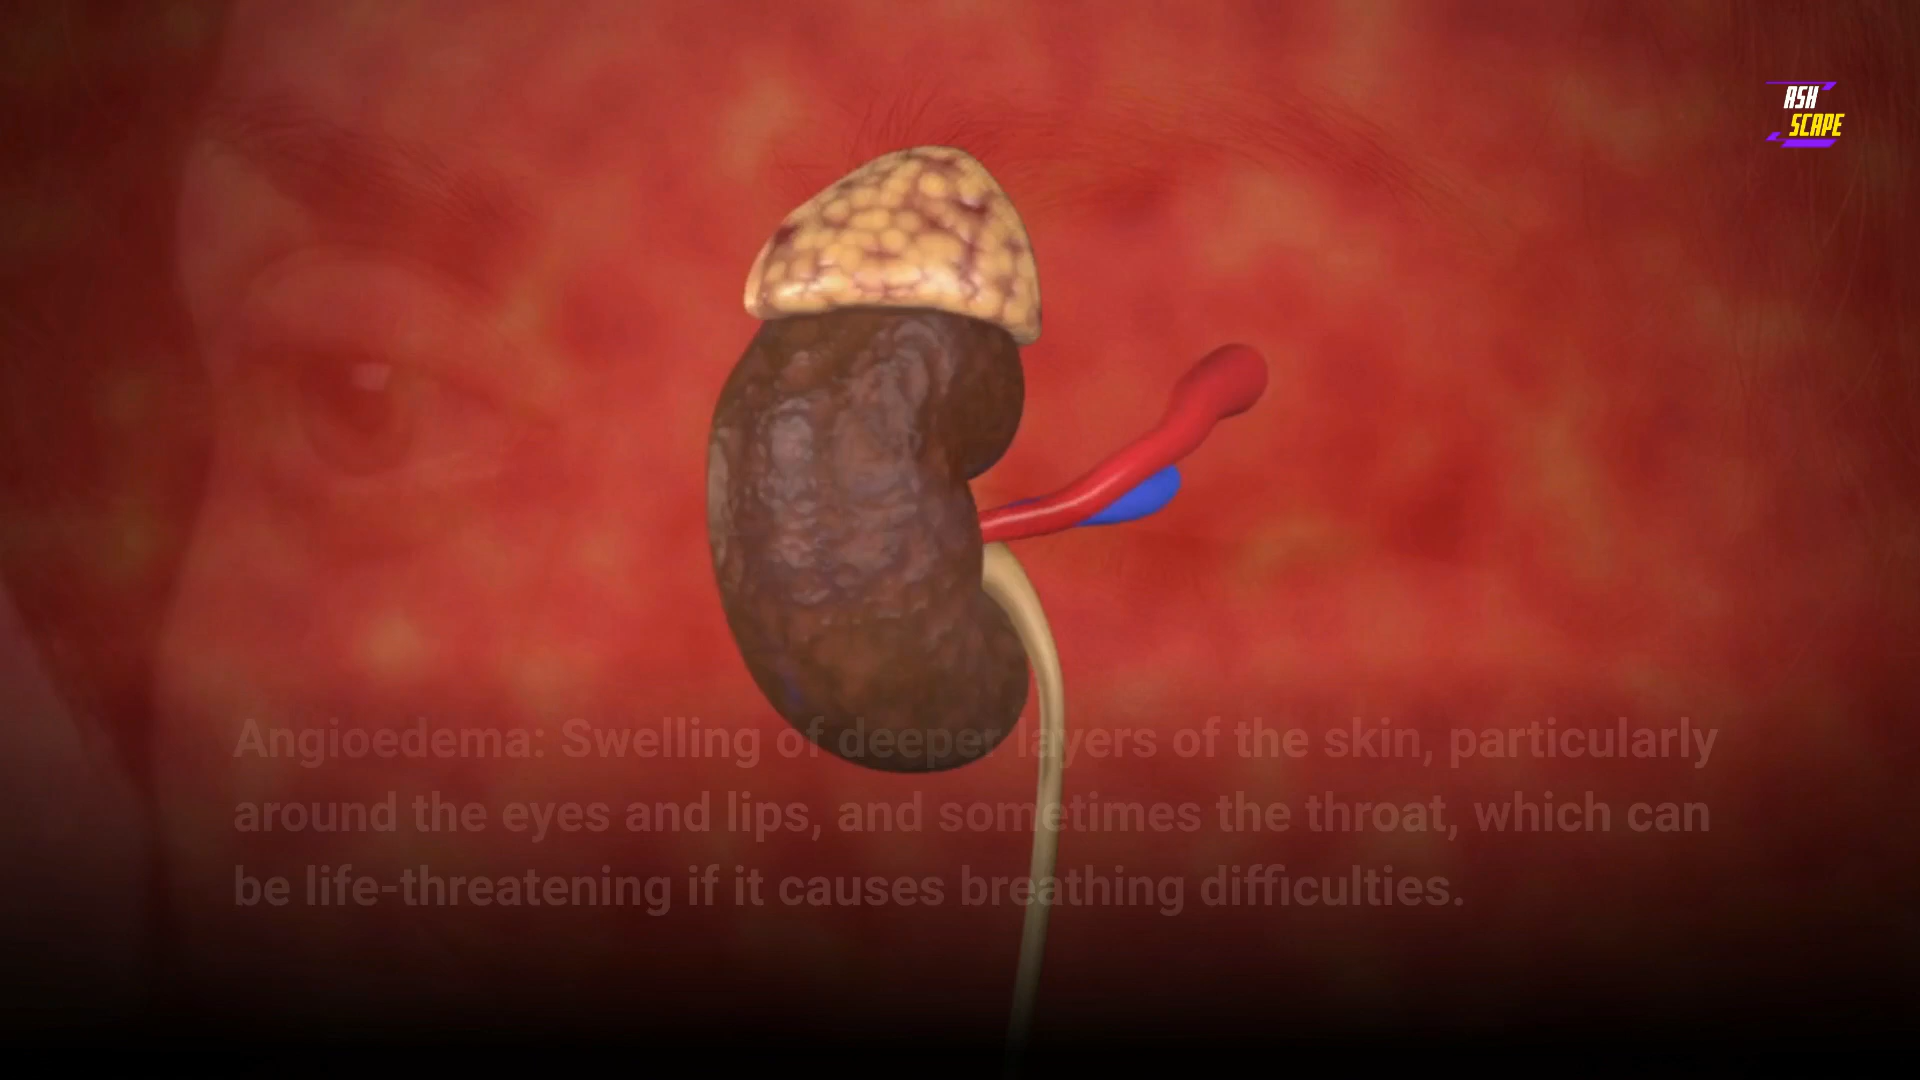 ASH
SCAPE
Angioedema: Swelling of deeper layers of the skin, particularly
around the eyes and lips, and sometimes the throat, which can
be life-threatening if it causes breathing difficulties.